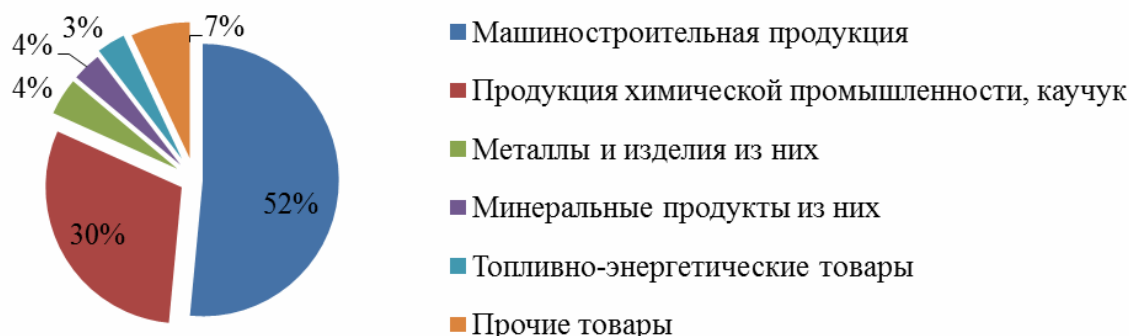 3%
7%
4%
4%
30%
52%
Машиностроительная продукция
Продукция химической промышленности, каучук
Металлы и изделия из них
Минеральные продукты из них
Топливно-энергетические товары
Прочие товары